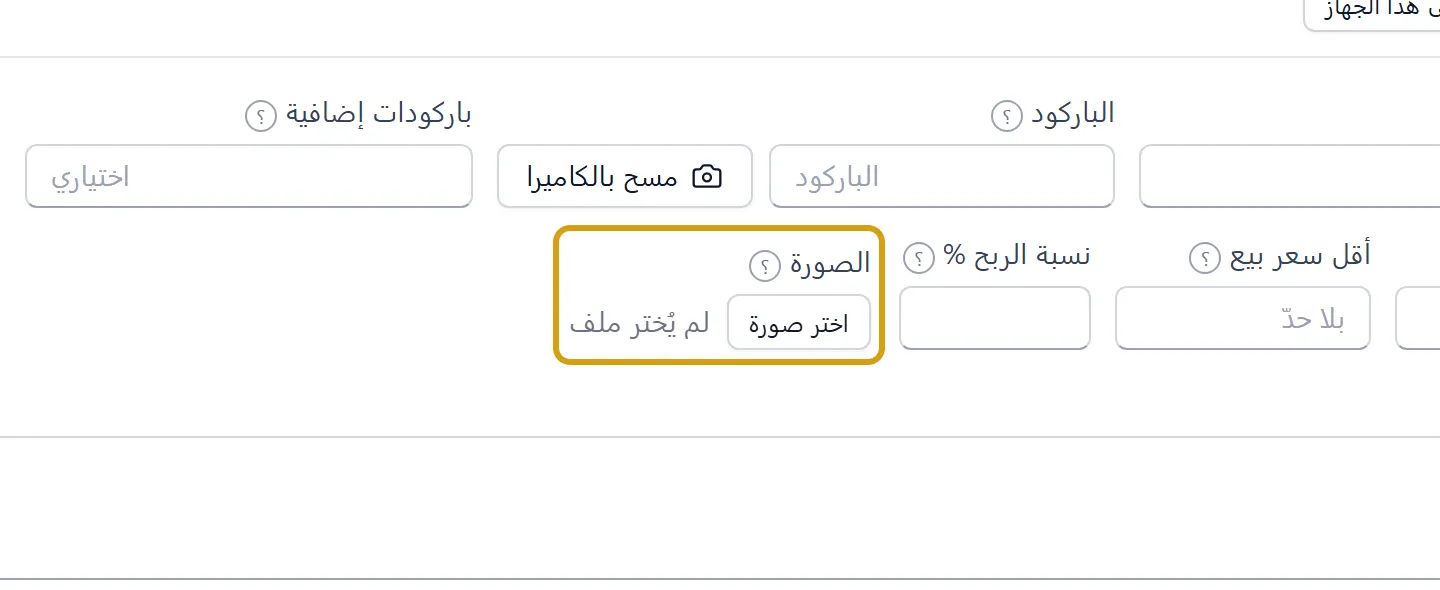 هذا الجهاز
الباركود ؟
باركودات إضافية ؟
الباركود
مسح بالكاميرا
اختياري
أقل سعر بيع ؟
نسبة الربح % ؟
الصورة ؟
بلا حدّ
اختر صورة
لم يُختر ملف